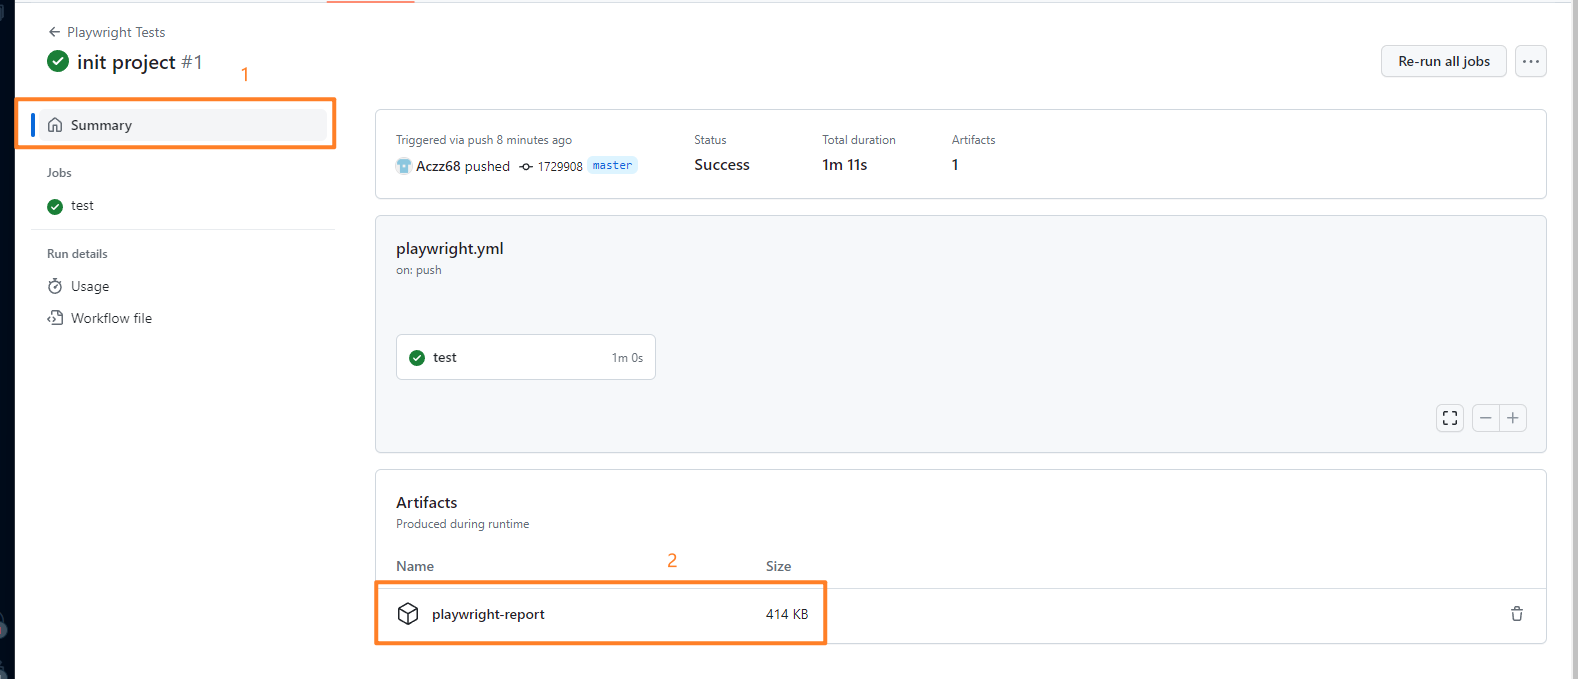 Playwright Tests
init project #1
1
Re-run all jobs
Summary
Jobs
test
Run details
Usage
Workflow file
Triggered via push 8 minutes ago
Aczz68 pushed 1729908 master
Status
Success
Total duration
1m 11s
Artifacts
1
playwright.yml
on: push
test 1m 0s
Artifacts
Produced during runtime
2
Name Size
playwright-report 414 KB